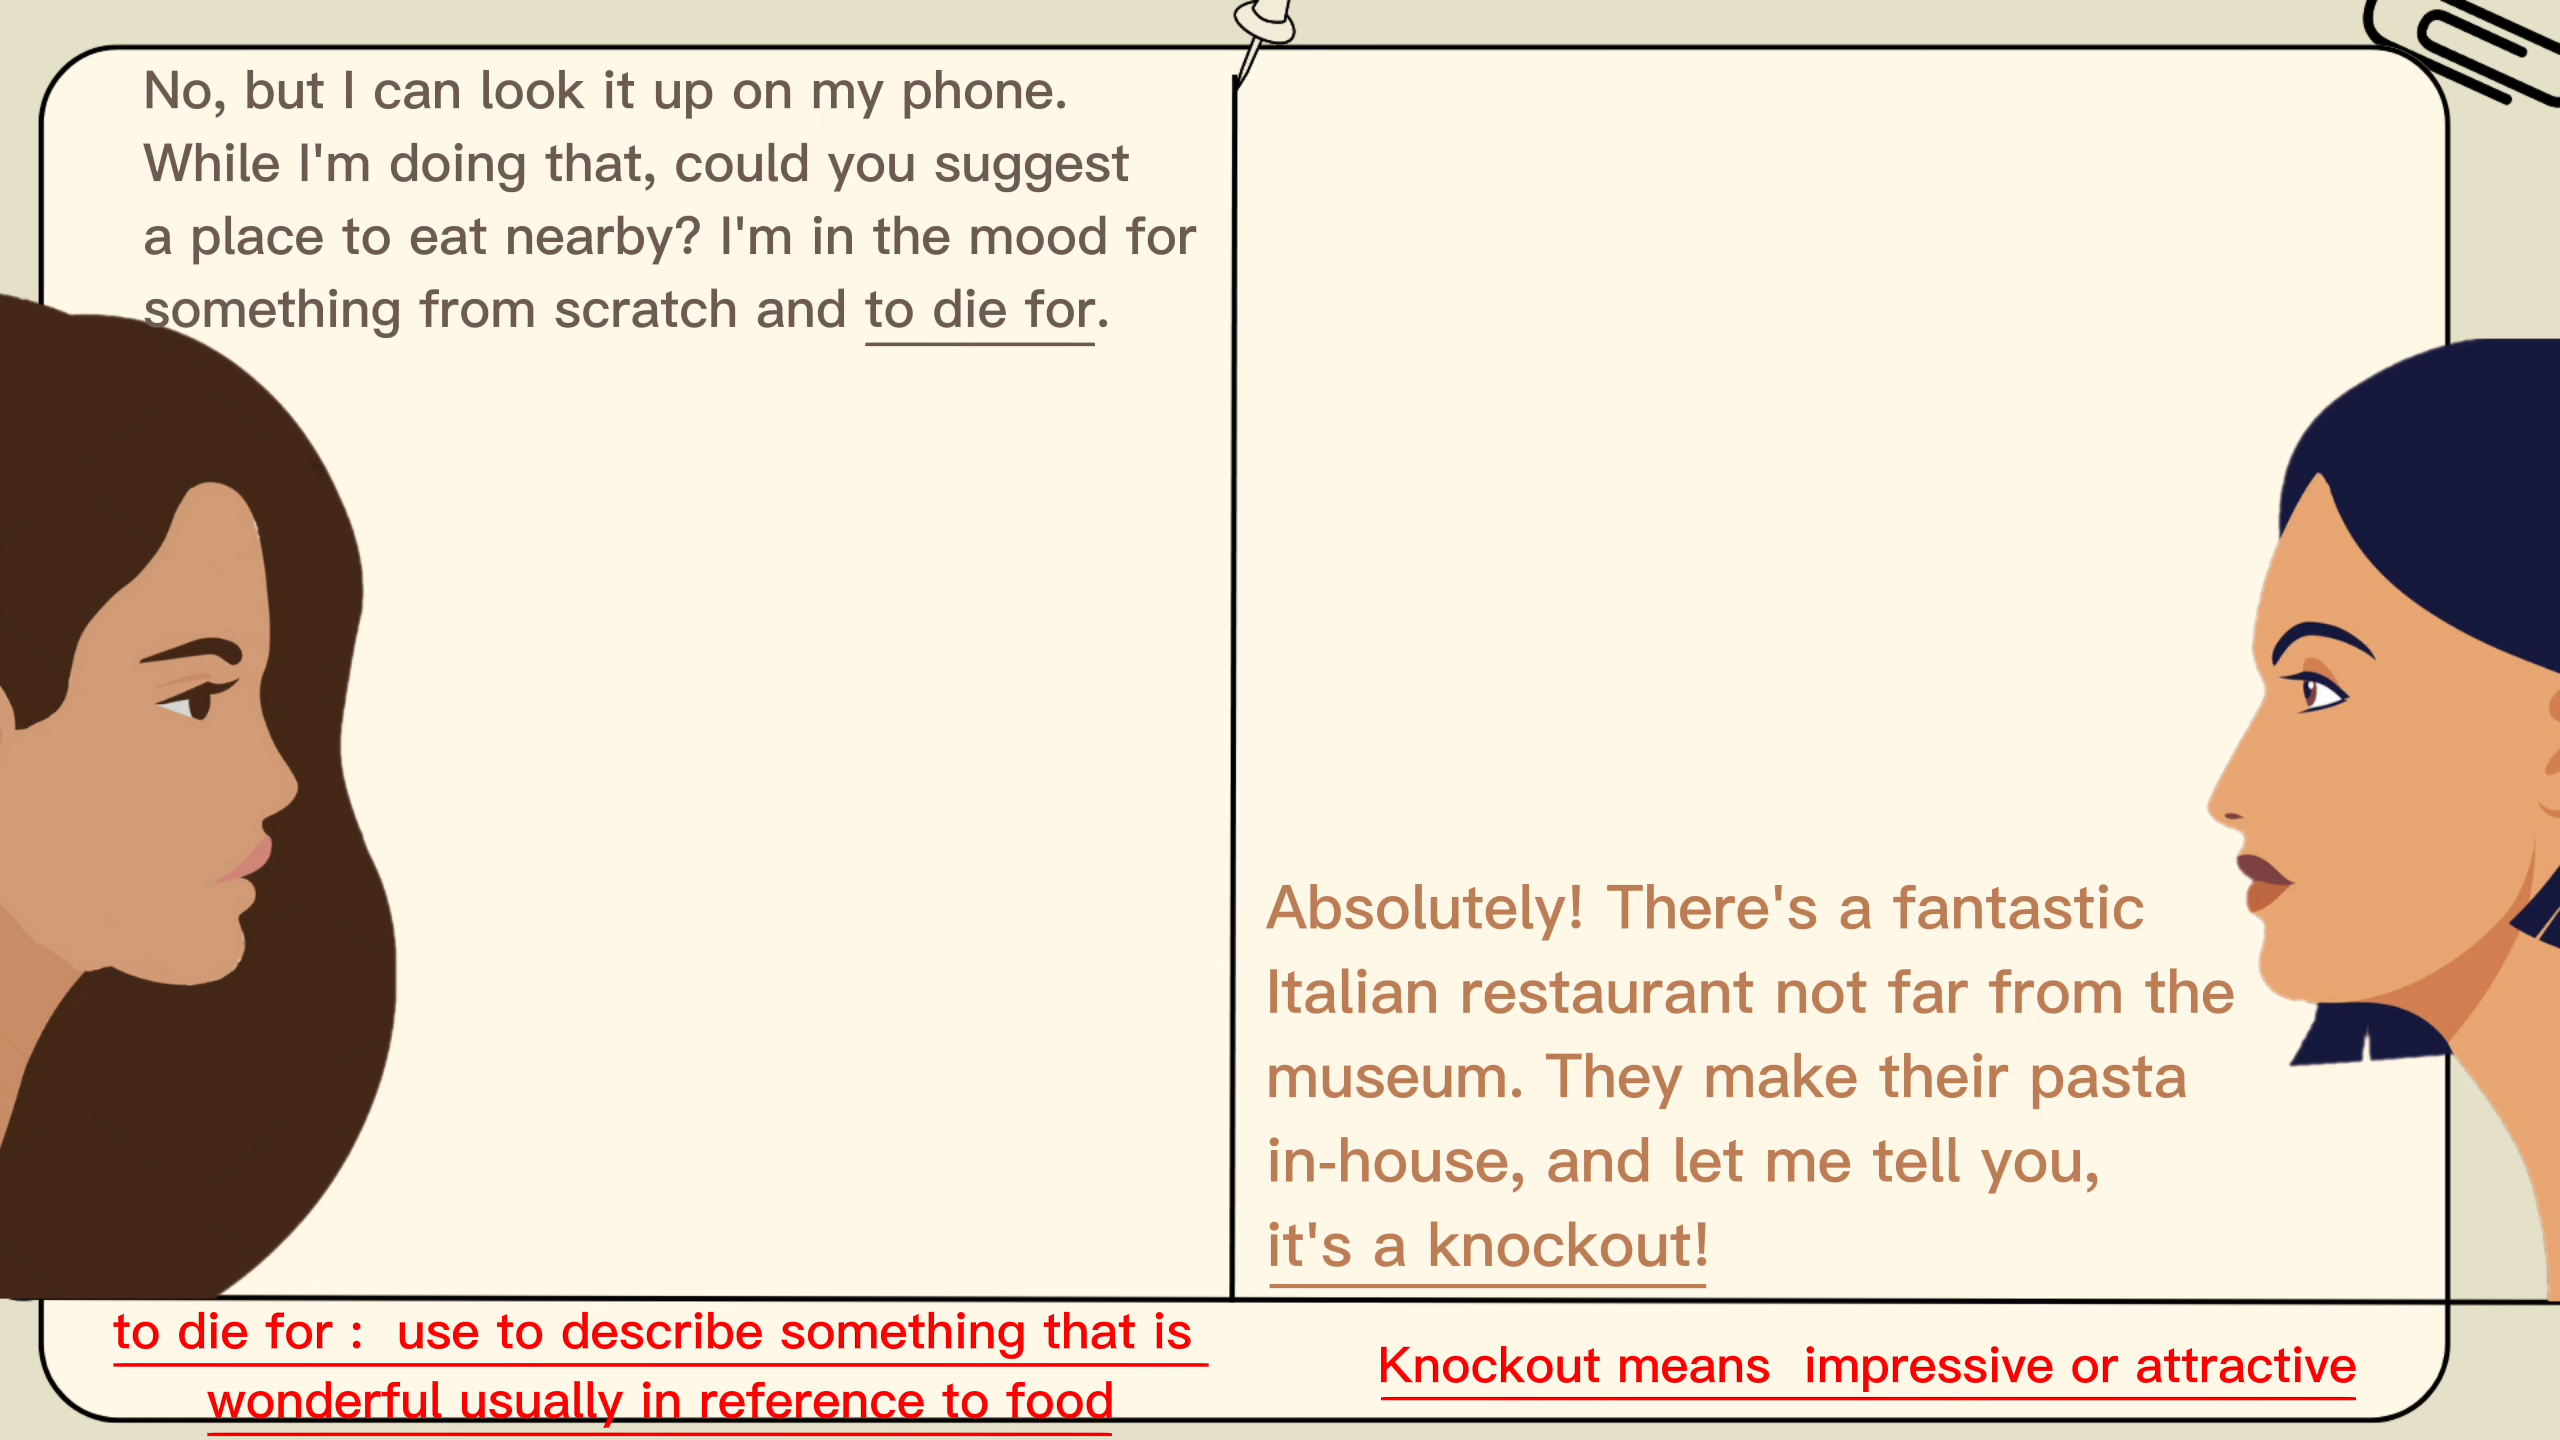 No, but I can look it up on my phone.
While I'm doing that, could you suggest
a place to eat nearby? I'm in the mood for
something from scratch and to die for.
Absolutely! There's a fantastic
Italian restaurant not far from the
museum. They make their pasta
in-house, and let me tell you,
it's a knockout!
to die for :  use to describe something that is
wonderful usually in reference to food
Knockout means  impressive or attractive